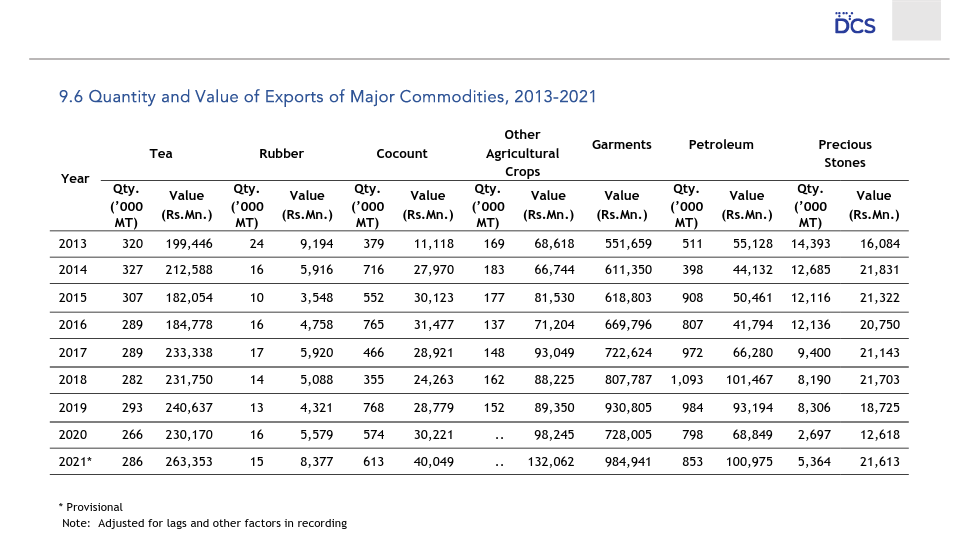 DCS
9.6 Quantity and Value of Exports of Major Commodities, 2013-2021
Year Tea Rubber Cocount Other Agricultural Crops Garments Petroleum Precious Stones
Qty. (’000 MT) Value (Rs.Mn.) Qty. (’000 MT) Value (Rs.Mn.) Qty. (’000 MT) Value (Rs.Mn.) Qty. (’000 MT) Value (Rs.Mn.) Value (Rs.Mn.) Qty. (’000 MT) Value (Rs.Mn.) Qty. (’000 MT) Value (Rs.Mn.)
2013 320 199,446 24 9,194 379 11,118 169 68,618 551,659 511 55,128 14,393 16,084
2014 327 212,588 16 5,916 716 27,970 183 66,744 611,350 398 44,132 12,685 21,831
2015 307 182,054 10 3,548 552 30,123 177 81,530 618,803 908 50,461 12,116 21,322
2016 289 184,778 16 4,758 765 31,477 137 71,204 669,796 807 41,794 12,136 20,750
2017 289 233,338 17 5,920 466 28,921 148 93,049 722,624 972 66,280 9,400 21,143
2018 282 231,750 14 5,088 355 24,263 162 88,225 807,787 1,093 101,467 8,190 21,703
2019 293 240,637 13 4,321 768 28,779 152 89,350 930,805 984 93,194 8,306 18,725
2020 266 230,170 16 5,579 574 30,221 .. 98,245 728,005 798 68,849 2,697 12,618
2021* 286 263,353 15 8,377 613 40,049 .. 132,062 984,941 853 100,975 5,364 21,613
* Provisional
Note: Adjusted for lags and other factors in recording